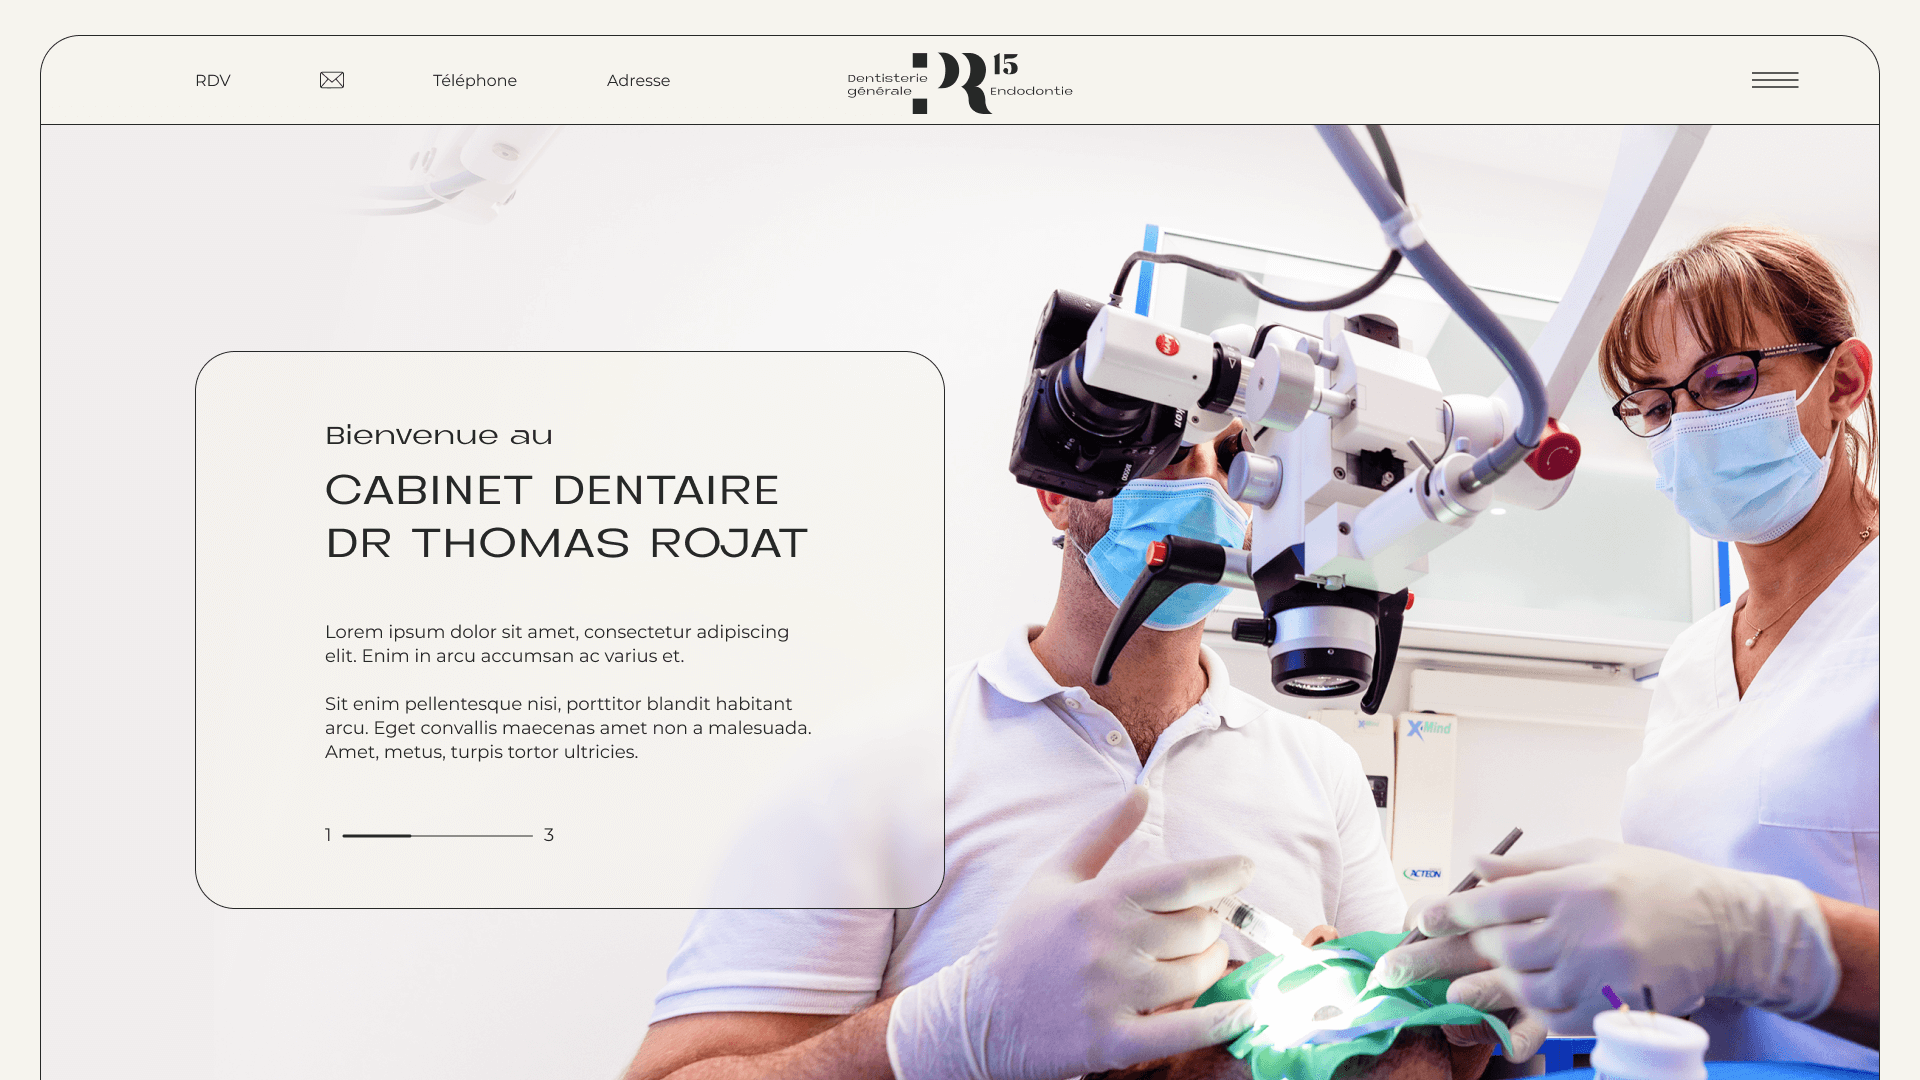 RDV
Téléphone
Adresse
Dentisterie
générale
R
15
Endodontie
Bienvenue au
CABINET DENTAIRE
DR THOMAS ROJAT
Lorem ipsum dolor sit amet, consectetur adipiscing
elit. Enim in arcu accumsan ac varius et.
Sit enim pellentesque nisi, porttitor blandit habitant
arcu. Eget convallis maecenas amet non a malesuada.
Amet, metus, turpis tortor ultricies.
1
3
X-Mind
X-Mind
ACTEON